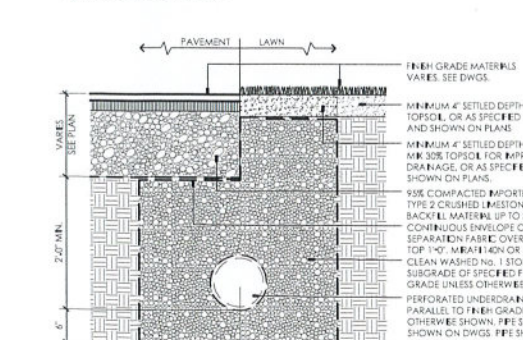 PAVEMENT
LAWN
FINISH GRADE MATERIALS
VARIES. SEE DWGS.
MINIMUM 4" SETTLED DEPTH
TOPSOIL, OR AS SPECIFIED
AND SHOWN ON PLANS
MINIMUM 4" SETTLED DEPTH
MIX 30% TOPSOIL FOR IMPR
DRAINAGE, OR AS SPECIFIE
SHOWN ON PLANS.
95% COMPACTED IMPORT
TYPE 2 CRUSHED LIMESTON
BACKFILL MATERIAL UP TO
CONTINUOUS ENVELOPE O
SEPARATION FABRIC OVER
TOP 1'-0". MIRAFI 140N OR
CLEAN WASHED No. 1 STO
SUBGRADE OF SPECIFIED F
GRADE UNLESS OTHERWISE
PERFORATED UNDERDRAIN
PARALLEL TO FINISH GRAD
OTHERWISE SHOWN. PIPE S
SHOWN ON DWGS. PIPE SH
VARIES
SEE PLAN
2'-0" MIN.
6"